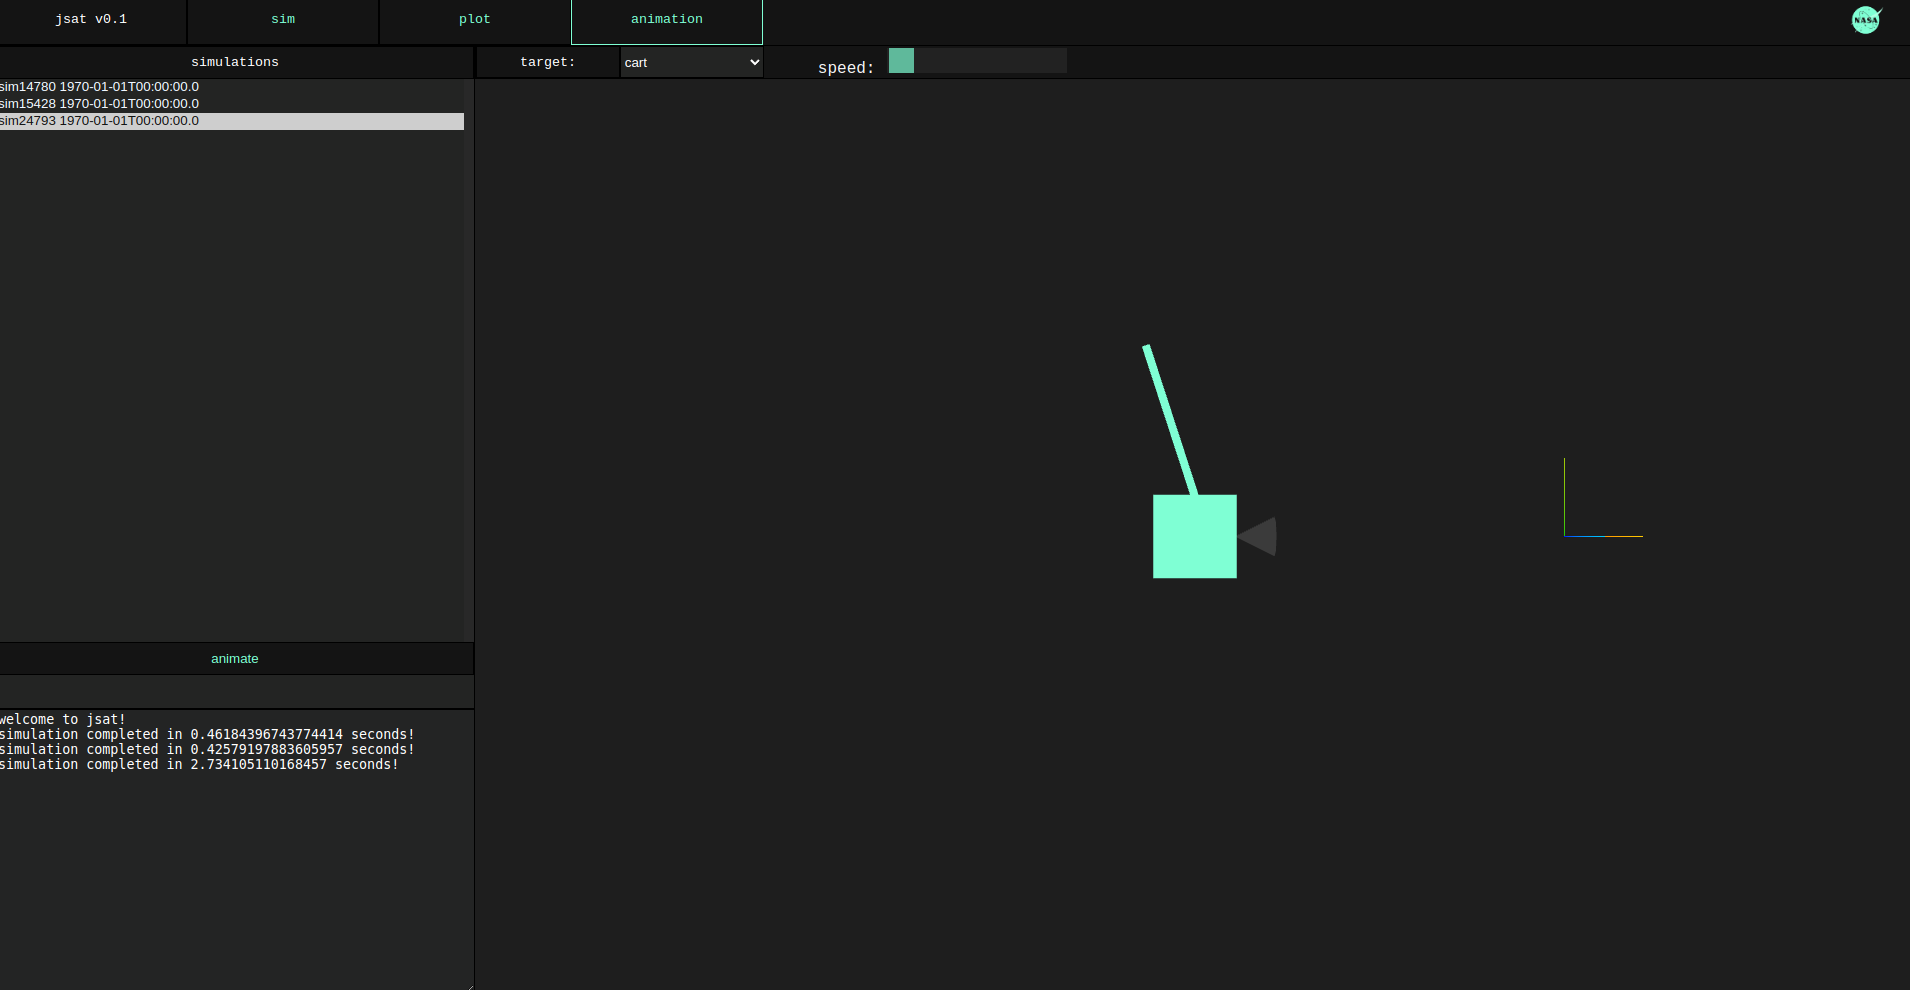 jsat v0.1
sim
plot
animation
NASA
simulations
target:
cart
speed:
sim14780 1970-01-01T00:00:00.0
sim15428 1970-01-01T00:00:00.0
sim24793 1970-01-01T00:00:00.0
animate
welcome to jsat!
simulation completed in 0.46184396743774414 seconds!
simulation completed in 0.42579197883605957 seconds!
simulation completed in 2.734105110168457 seconds!